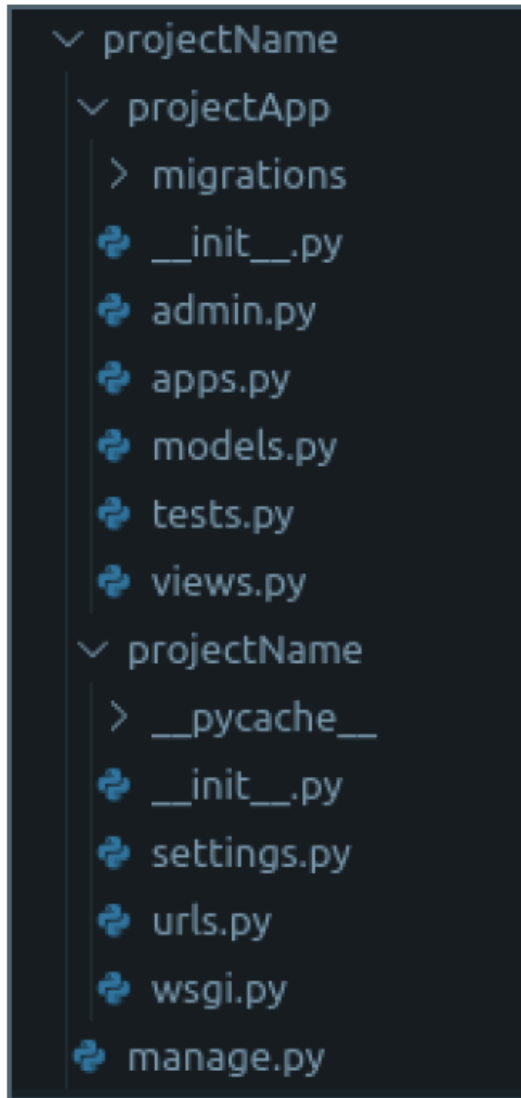 projectName
projectApp
migrations
__init__.py
admin.py
apps.py
models.py
tests.py
views.py
projectName
__pycache__
__init__.py
settings.py
urls.py
wsgi.py
manage.py